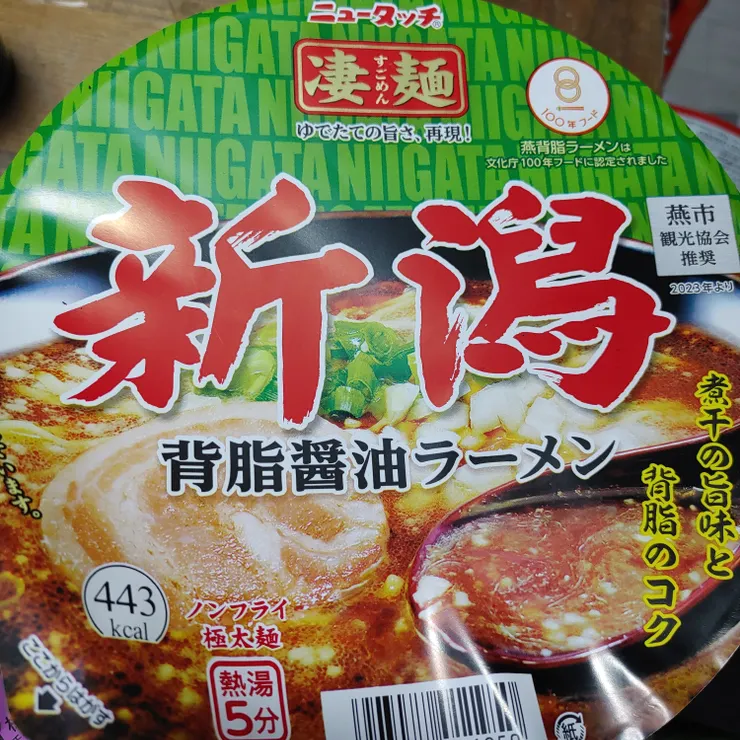 ニュータッチ®
凄麺
すごめん
ゆでたての旨さ、再現!
NIIGATA
100年フード
燕背脂ラーメンは
文化庁100年フードに認定されました
燕市
観光協会
推奨
2023年より
新潟
背脂醤油ラーメン
煮干の旨味と
背脂のコク
443
kcal
ノンフライ
極太麺
熱湯
5分
ここからはがす